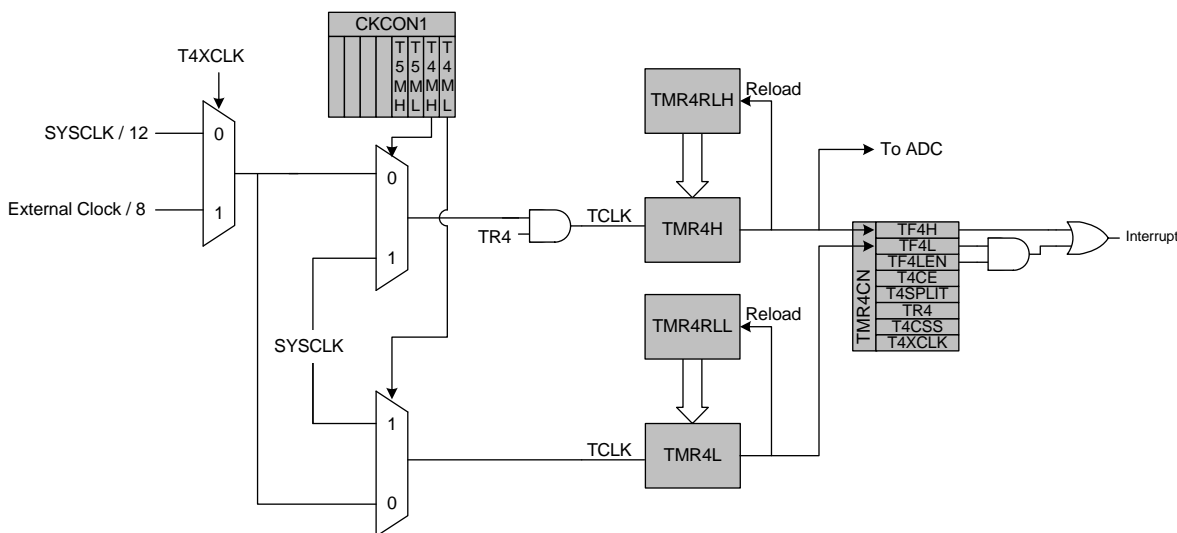 CKCON1
T5MH
T5ML
T4MH
T4ML
T4XCLK
SYSCLK / 12
0
External Clock / 8
1
0
1
TR4
TCLK
TMR4RLH
Reload
TMR4H
To ADC
TMR4CN
TF4H
TF4L
TF4LEN
T4CE
T4SPLIT
TR4
T4CSS
T4XCLK
Interrupt
SYSCLK
1
0
TCLK
TMR4RLL
Reload
TMR4L